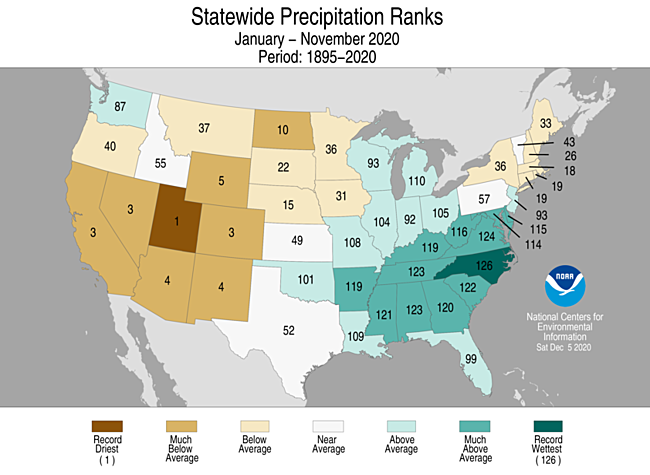 Statewide Precipitation Ranks
January – November 2020
Period: 1895–2020
87
37
10
36
33
43
40
55
5
22
93
110
36
26
18
19
19
3
3
1
3
15
31
104
92
105
57
93
115
114
49
108
119
116
124
4
4
101
119
123
126
122
52
109
121
123
120
99
NOAA
National Centers for
Environmental
Information
Sat Dec 5 2020
Record
Driest
( 1 )
Much
Below
Average
Below
Average
Near
Average
Above
Average
Much
Above
Average
Record
Wettest
( 126 )